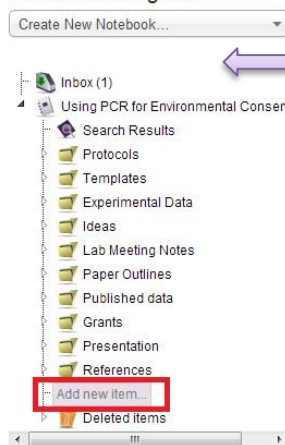 Create New Notebook...
Inbox (1)
Using PCR for Environmental Conser
Search Results
Protocols
Templates
Experimental Data
Ideas
Lab Meeting Notes
Paper Outlines
Published data
Grants
Presentation
References
Add new item...
Deleted items